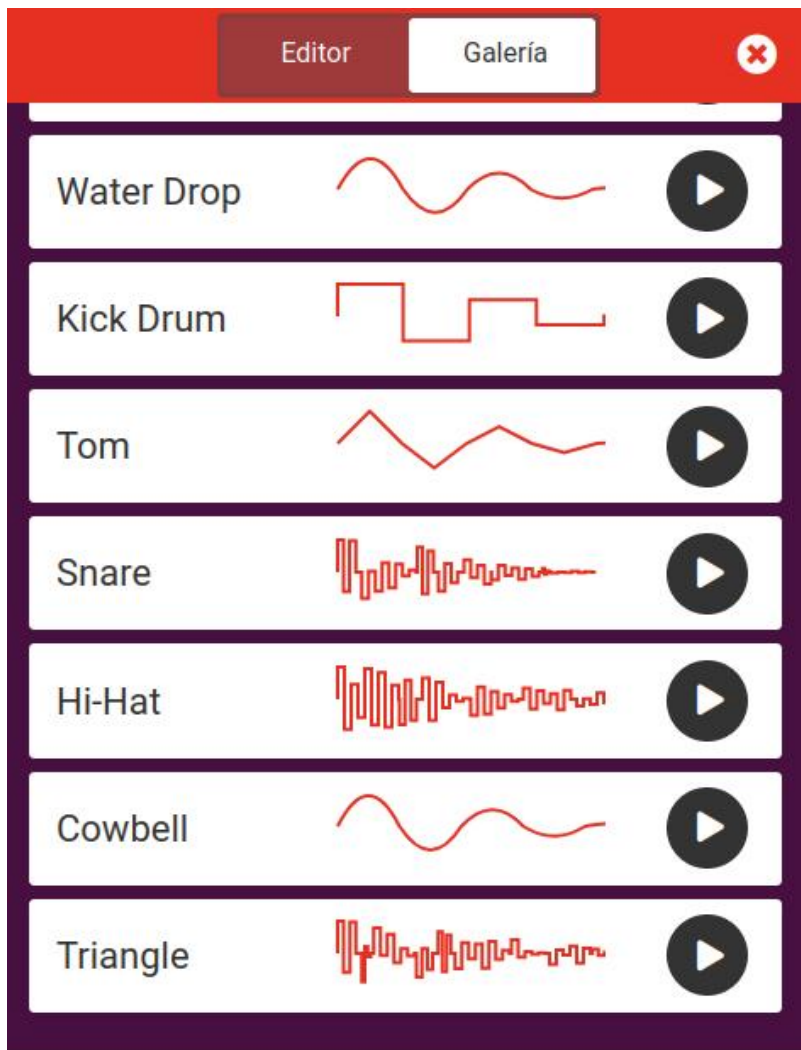 Editor Galería
Water Drop
Kick Drum
Tom
Snare
Hi-Hat
Cowbell
Triangle